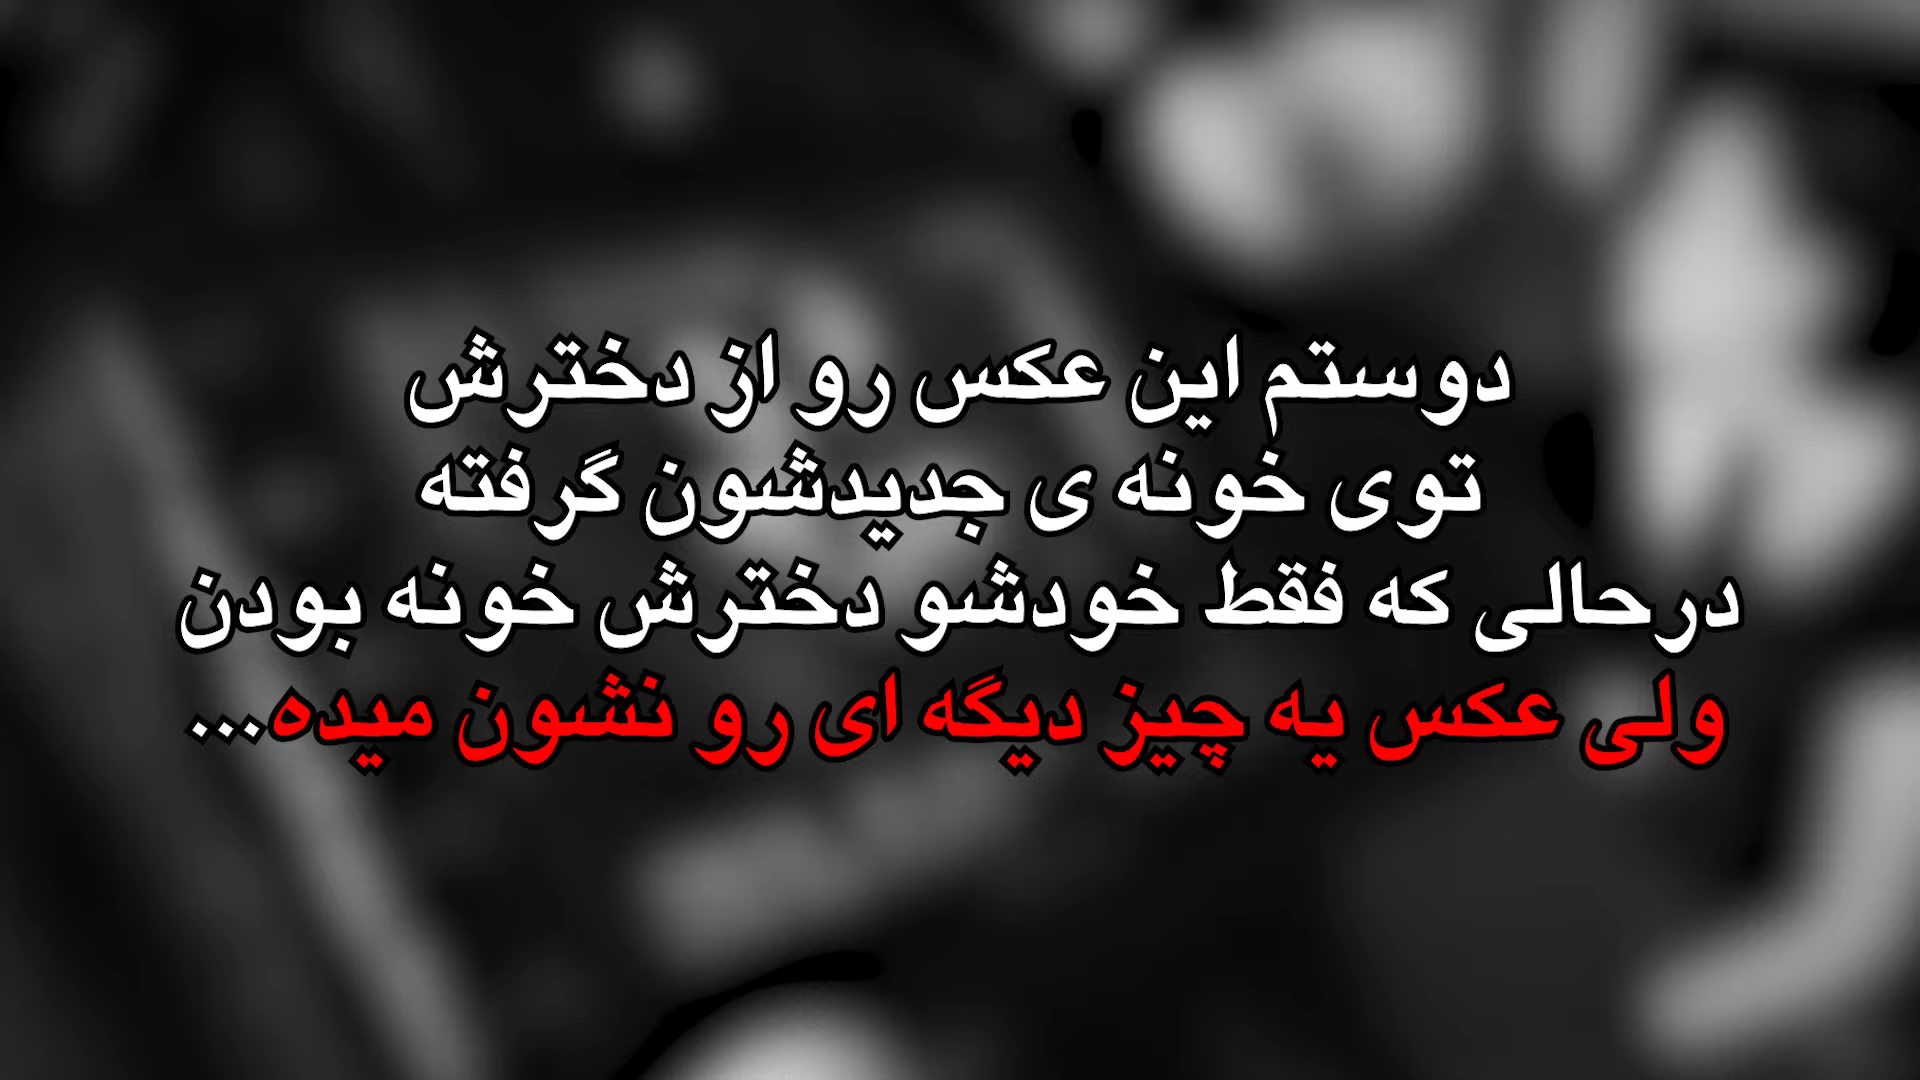 دوستم این عکس رو از دخترش
توی خونه ی جدیدشون گرفته
درحالی که فقط خودشو دخترش خونه بودن
ولی عکس یه چیز دیگه ای رو نشون میده...